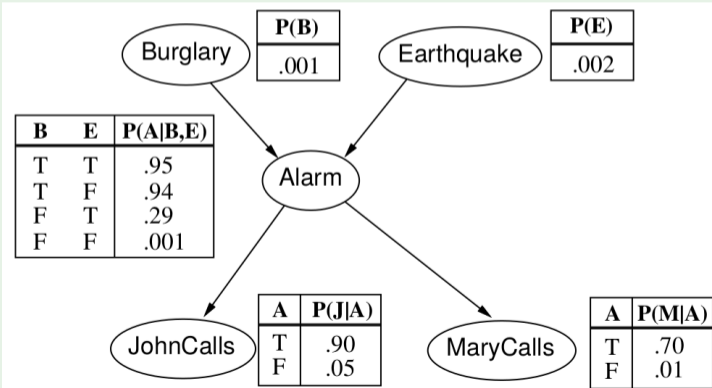 Burglary
P(B)
.001
Earthquake
P(E)
.002
B E P(A|B,E)
T T .95
T F .94
F T .29
F F .001
Alarm
JohnCalls
A P(J|A)
T .90
F .05
MaryCalls
A P(M|A)
T .70
F .01